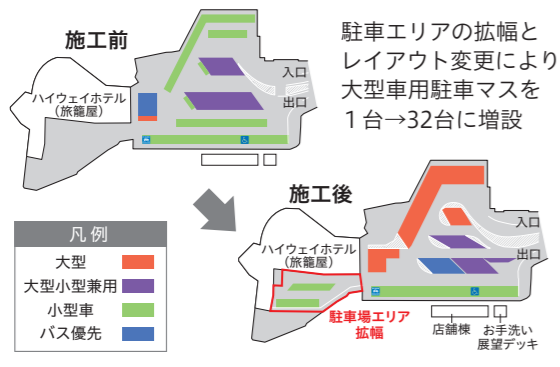 施工前
駐車エリアの拡幅と
レイアウト変更により
大型車用駐車マスを
１台→32台に増設
入口
出口
ハイウェイホテル
（旅籠屋）
施工後
ハイウェイホテル
（旅籠屋）
入口
出口
駐車場エリア
拡幅
店舗棟
お手洗い
展望デッキ
凡例
大型
大型小型兼用
小型車
バス優先